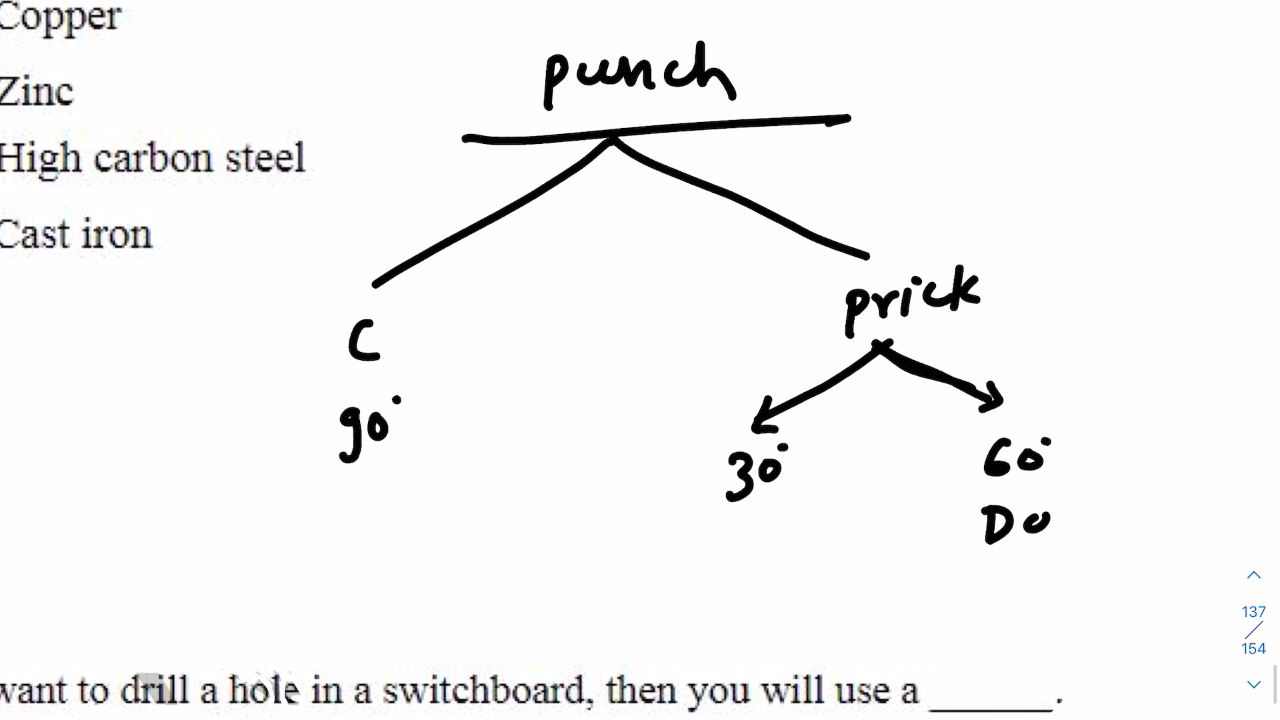 Copper
punch
Zinc
High carbon steel
Cast iron
prick
C
90°
30°
60°
Do
137
/
154
want to drill a hole in a switchboard, then you will use a ______.